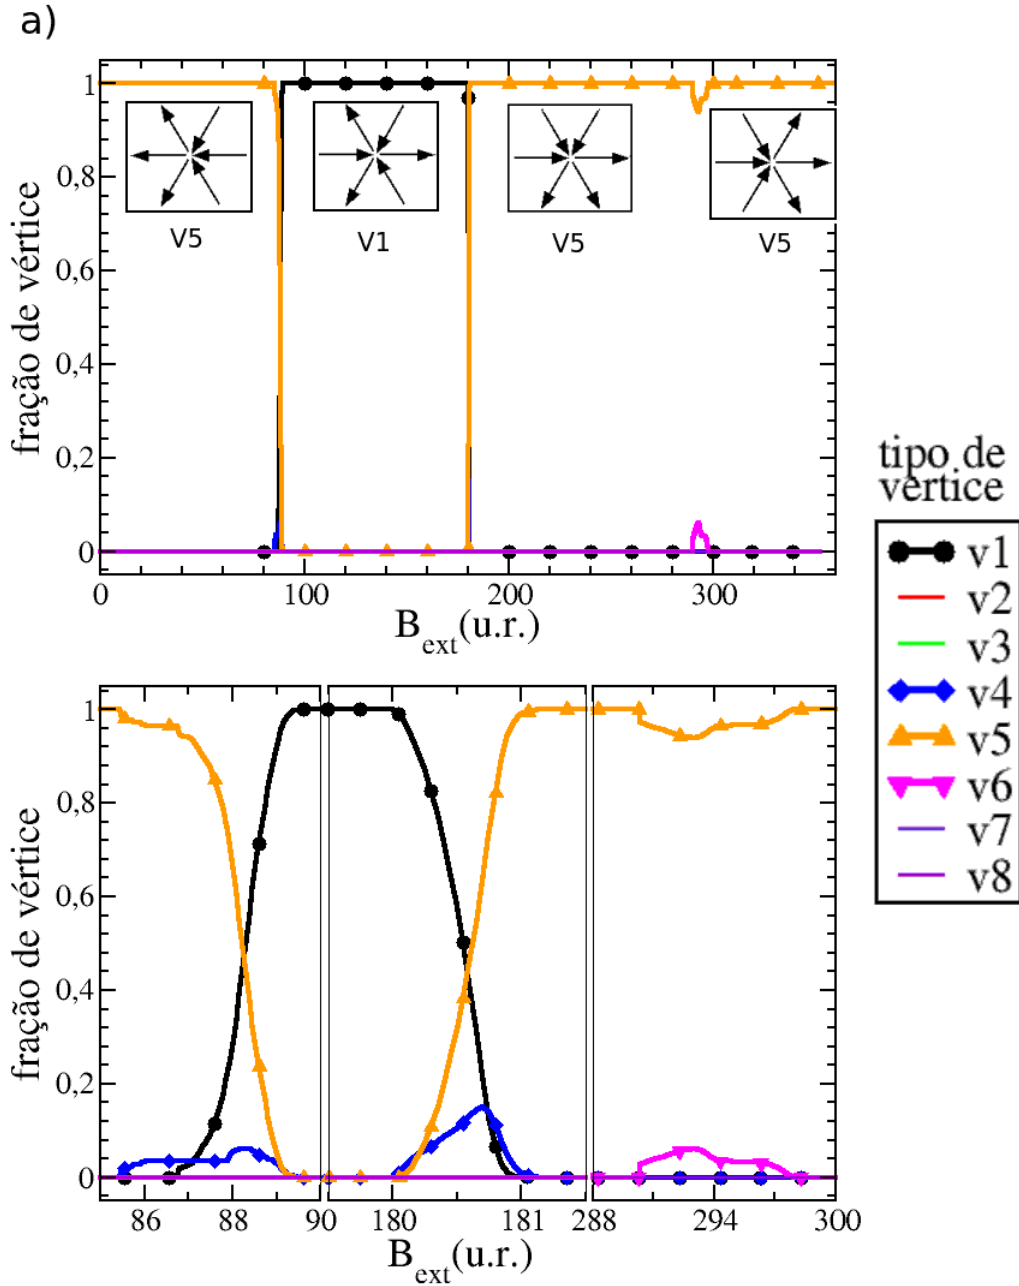 a)
fração de vértice
1
0,8
0,6
0,4
0,2
0
V5
V1
V5
V5
0
100
200
300
B_ext(u.r.)
tipo de
vértice
v1
v2
v3
v4
v5
v6
v7
v8
fração de vértice
1
0,8
0,6
0,4
0,2
0
86
88
90
180
181
288
294
300
B_ext(u.r.)